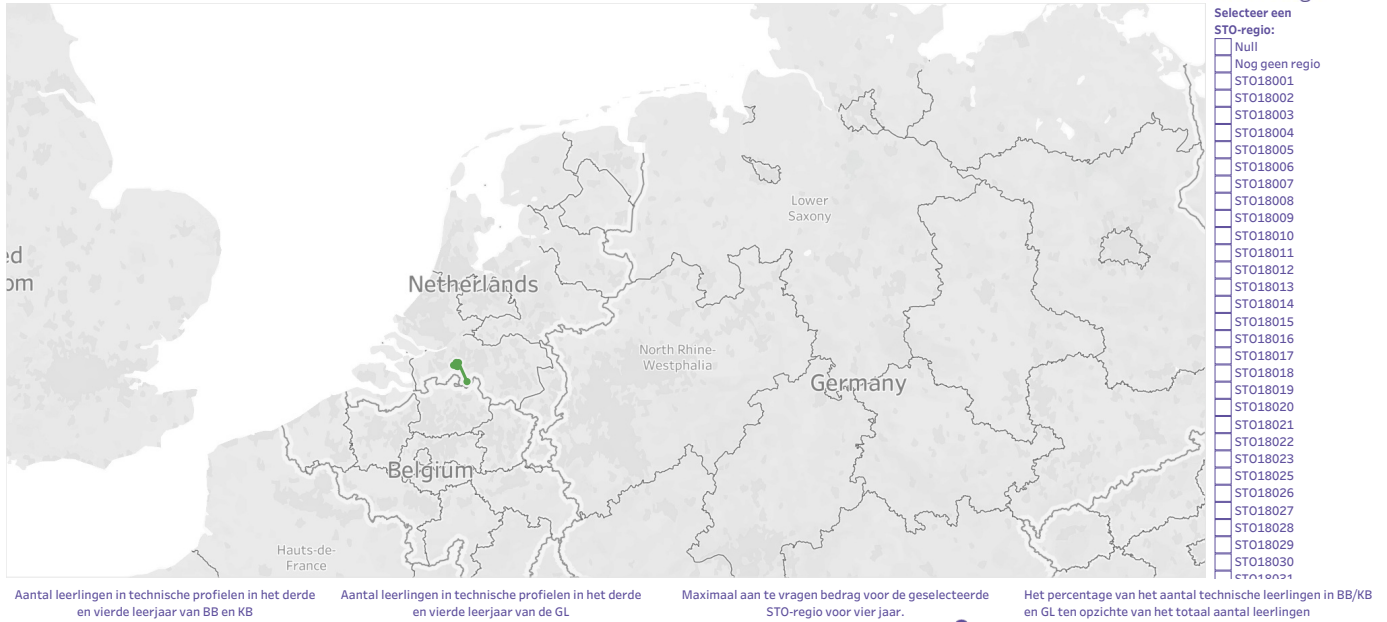 Selecteer een
STO-regio:
Null
Nog geen regio
STO18001
STO18002
STO18003
STO18004
STO18005
STO18006
STO18007
STO18008
STO18009
STO18010
STO18011
STO18012
STO18013
STO18014
STO18015
STO18016
STO18017
STO18018
STO18019
STO18020
STO18021
STO18022
STO18023
STO18025
STO18026
STO18027
STO18028
STO18029
STO18030
STO18031
Lower
Saxony
Netherlands
North Rhine-
Westphalia
Germany
Belgium
Hauts-de-
France
Aantal leerlingen in technische profielen in het derde
en vierde leerjaar van BB en KB
Aantal leerlingen in technische profielen in het derde
en vierde leerjaar van de GL
Maximaal aan te vragen bedrag voor de geselecteerde
STO-regio voor vier jaar.
Het percentage van het aantal technische leerlingen in BB/KB
en GL ten opzichte van het totaal aantal leerlingen